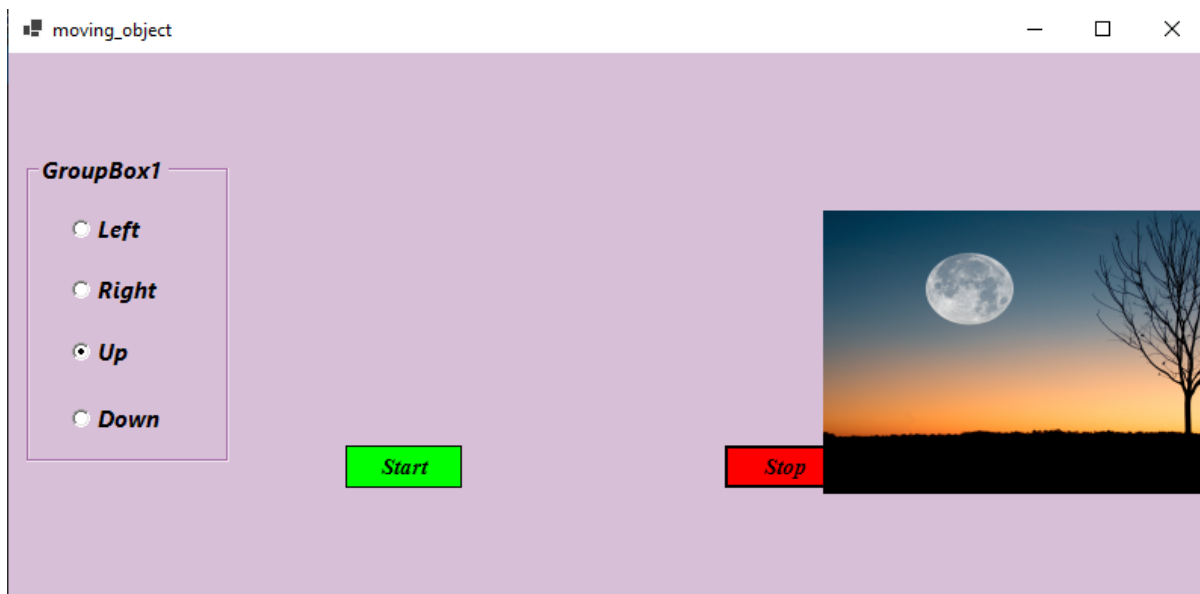 moving_object
GroupBox1
Left
Right
Up
Down
Start
Stop